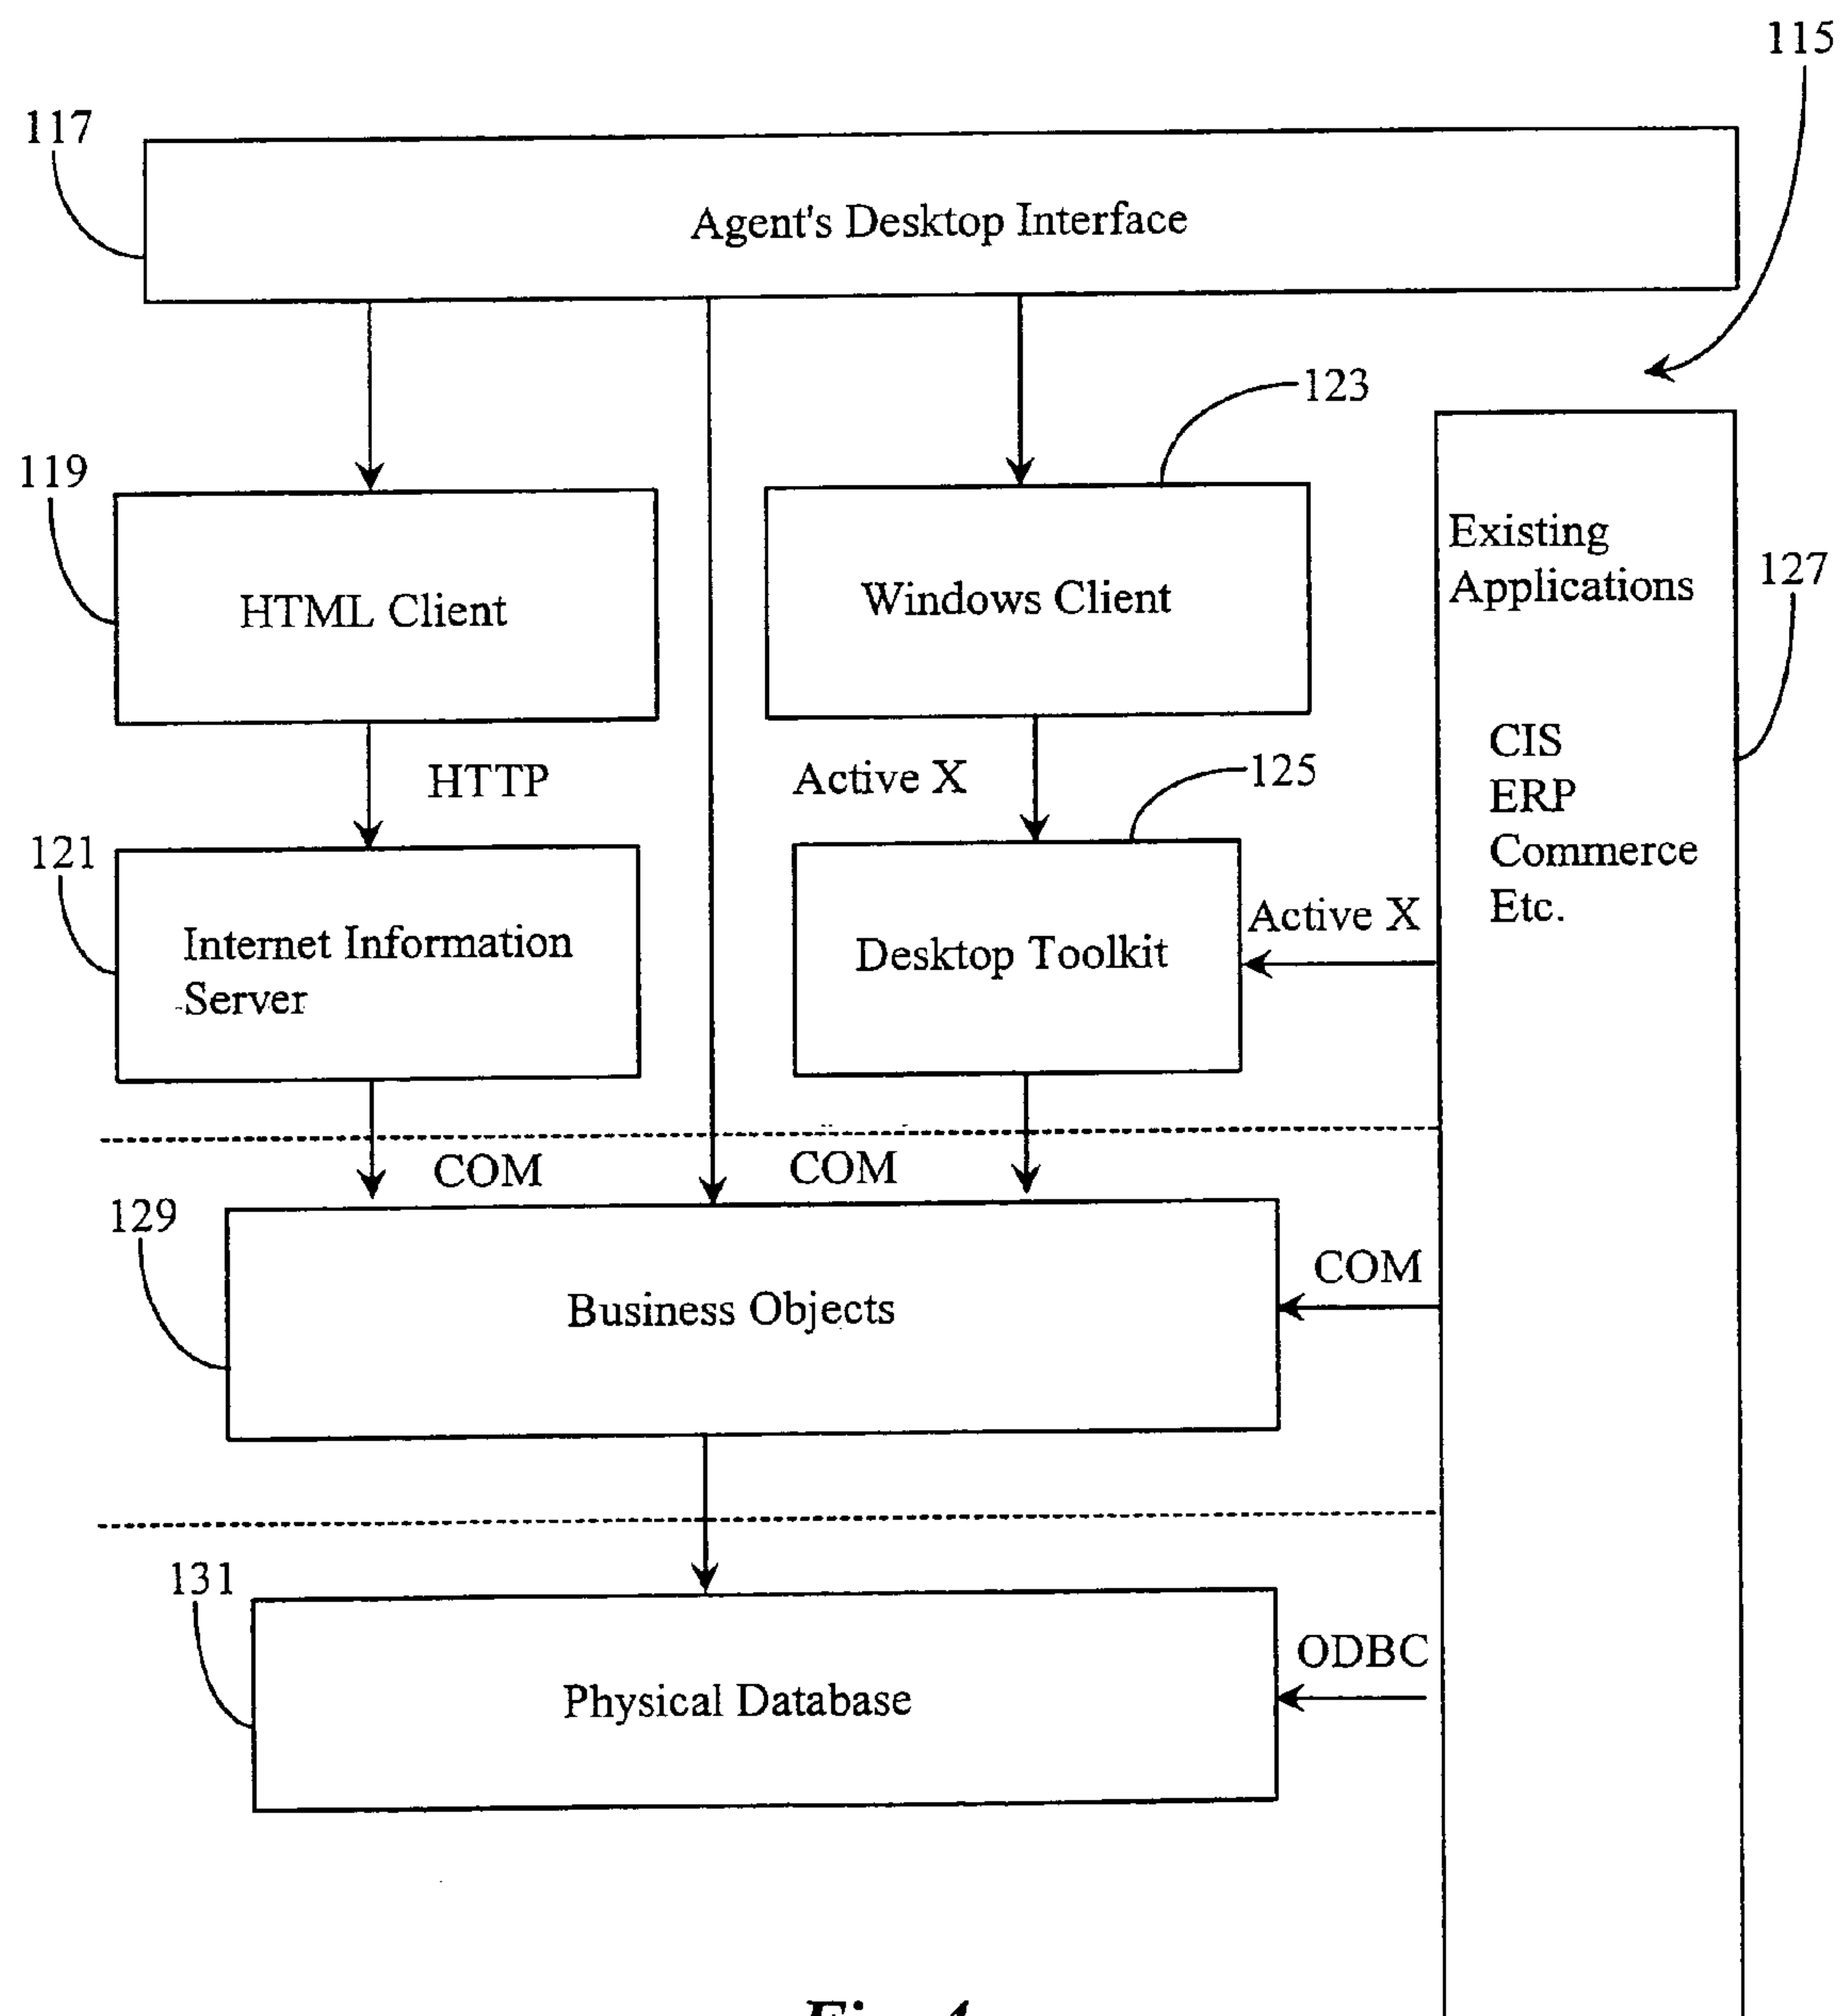 115
117
Agent's Desktop Interface
123
119
HTML Client
Windows Client
Existing
Applications
127
CIS
ERP
Commerce
Etc.
HTTP
Active X
125
121
Internet Information
Server
Desktop Toolkit
Active X
COM
COM
129
Business Objects
COM
131
Physical Database
ODBC